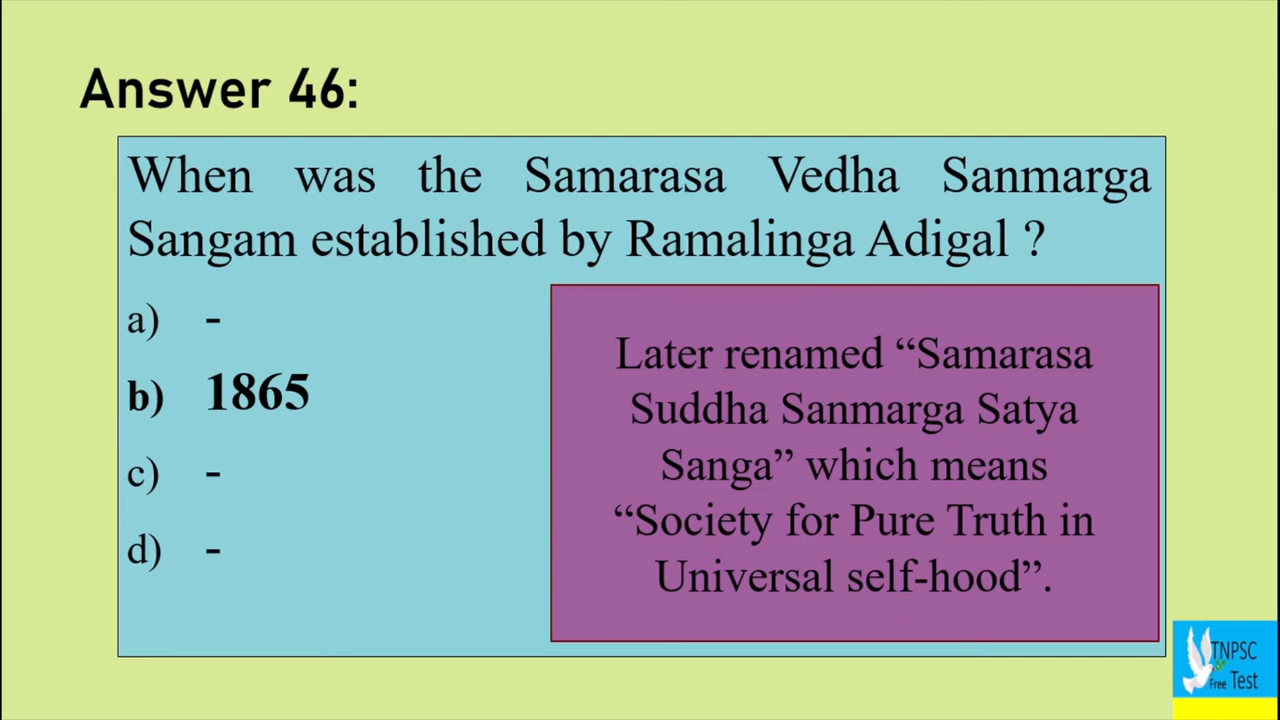 Answer 46:
When was the Samarasa Vedha Sanmarga
Sangam established by Ramalinga Adigal ?
a) -
b) 1865
c) -
d) -
Later renamed “Samarasa
Suddha Sanmarga Satya
Sanga” which means
“Society for Pure Truth in
Universal self-hood”.
TNPSC
Free Test